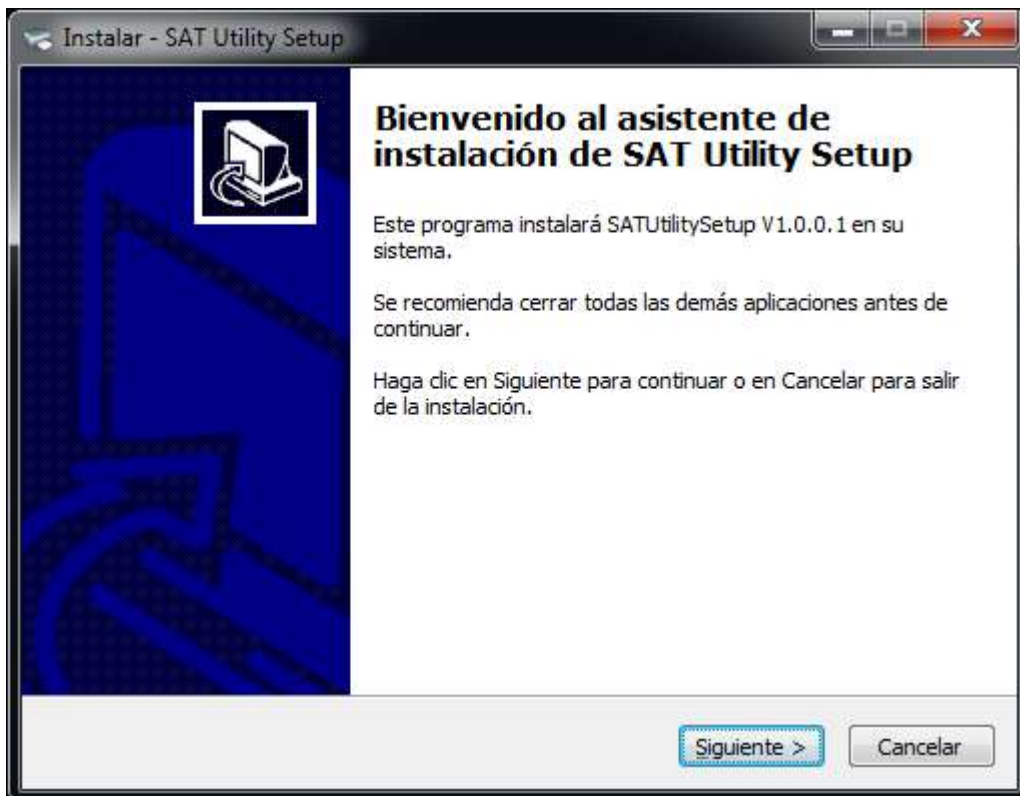 Instalar - SAT Utility Setup
Bienvenido al asistente de
instalación de SAT Utility Setup
Este programa instalará SATUtilitySetup V1.0.0.1 en su
sistema.
Se recomienda cerrar todas las demás aplicaciones antes de
continuar.
Haga clic en Siguiente para continuar o en Cancelar para salir
de la instalación.
Siguiente >
Cancelar